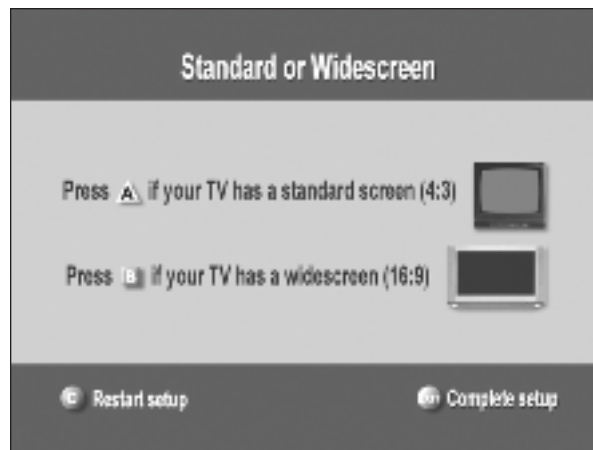 Standard or Widescreen
Press A if your TV has a standard screen (4:3)
Press B if your TV has a widescreen (16:9)
C Restart setup
Complete setup